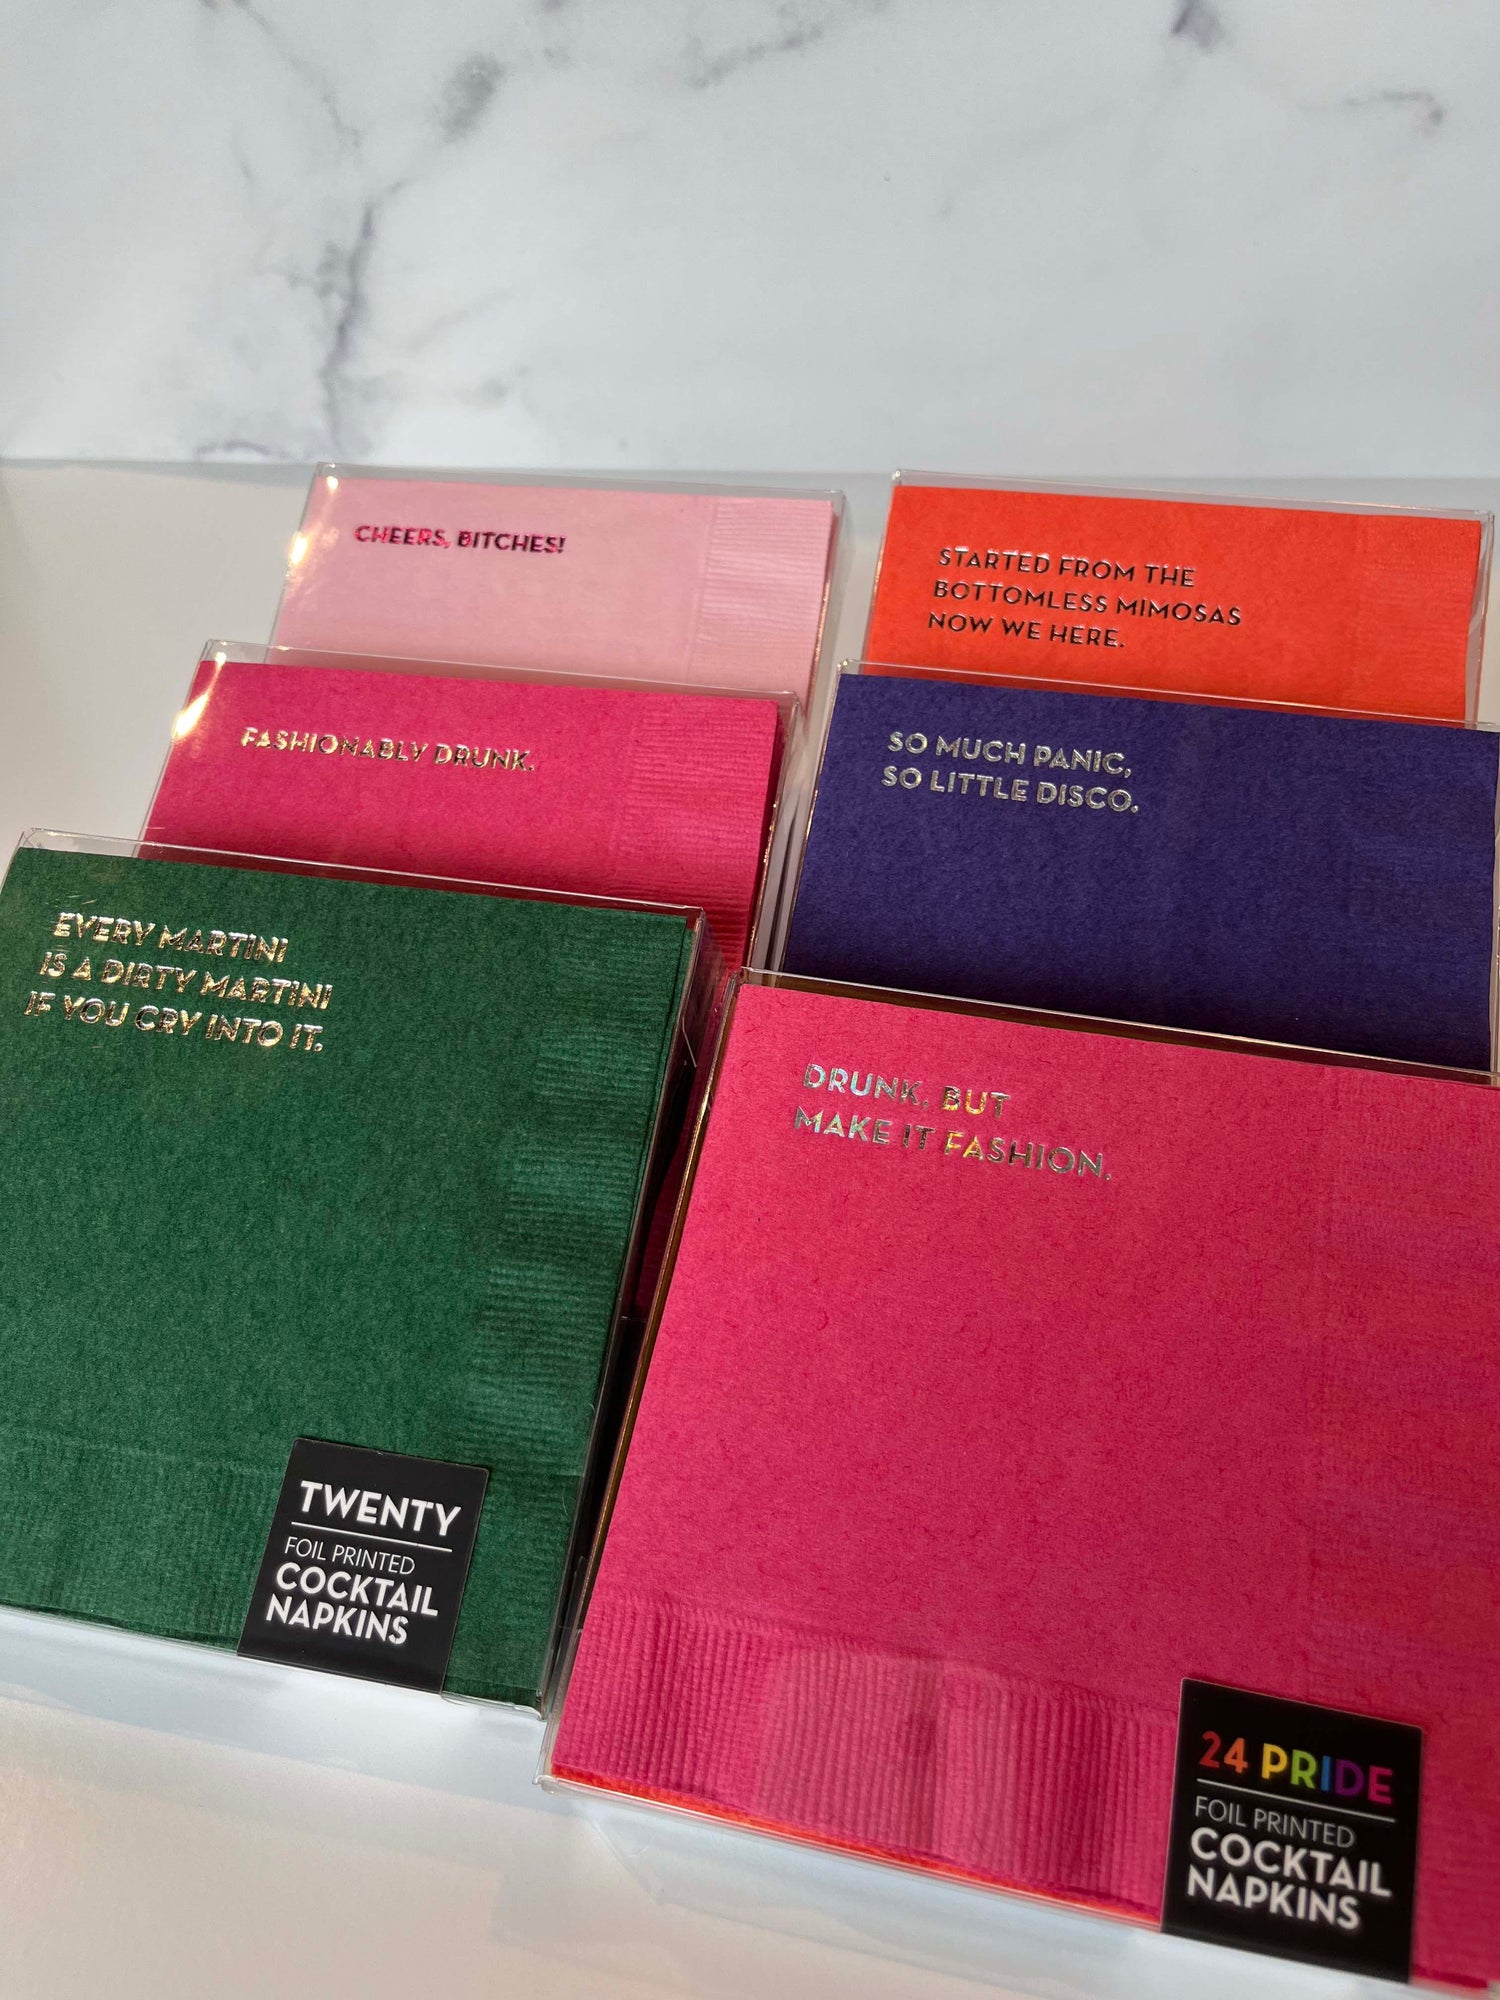 CHEERS, BITCHES!
STARTED FROM THE
BOTTOMLESS MIMOSAS
NOW WE HERE.
FASHIONABLY DRUNK.
SO MUCH PANIC,
SO LITTLE DISCO.
EVERY MARTINI
IS A DIRTY MARTINI
IF YOU CRY INTO IT.
TWENTY
FOIL PRINTED
COCKTAIL
NAPKINS
DRUNK. BUT
MAKE IT FASHION.
24 PRIDE
FOIL PRINTED
COCKTAIL
NAPKINS